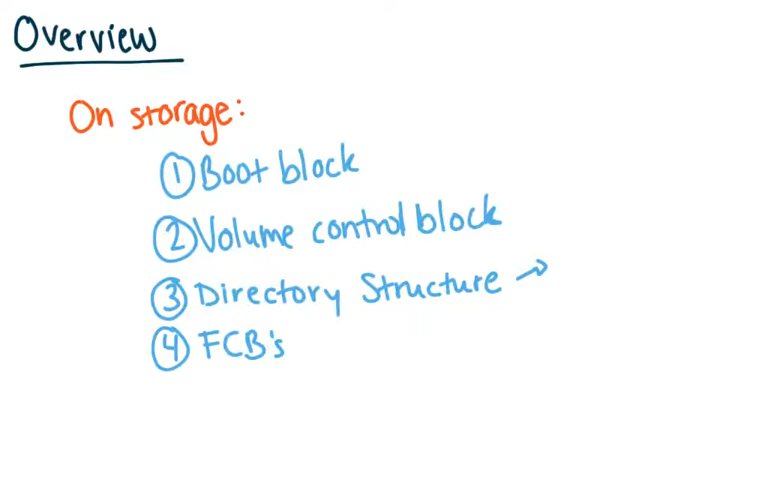 Overview
On storage:
① Boot block
② Volume control block
③ Directory Structure →
④ FCB's